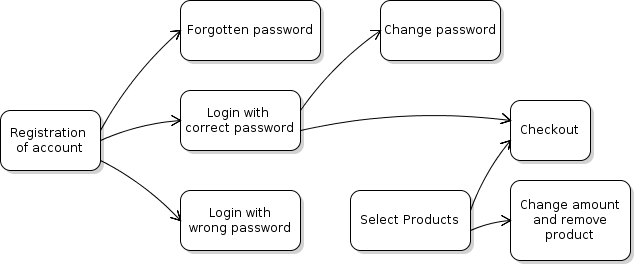 Forgotten password
Change password
Registration
of account
Login with
correct password
Checkout
Login with
wrong password
Select Products
Change amount
and remove
product